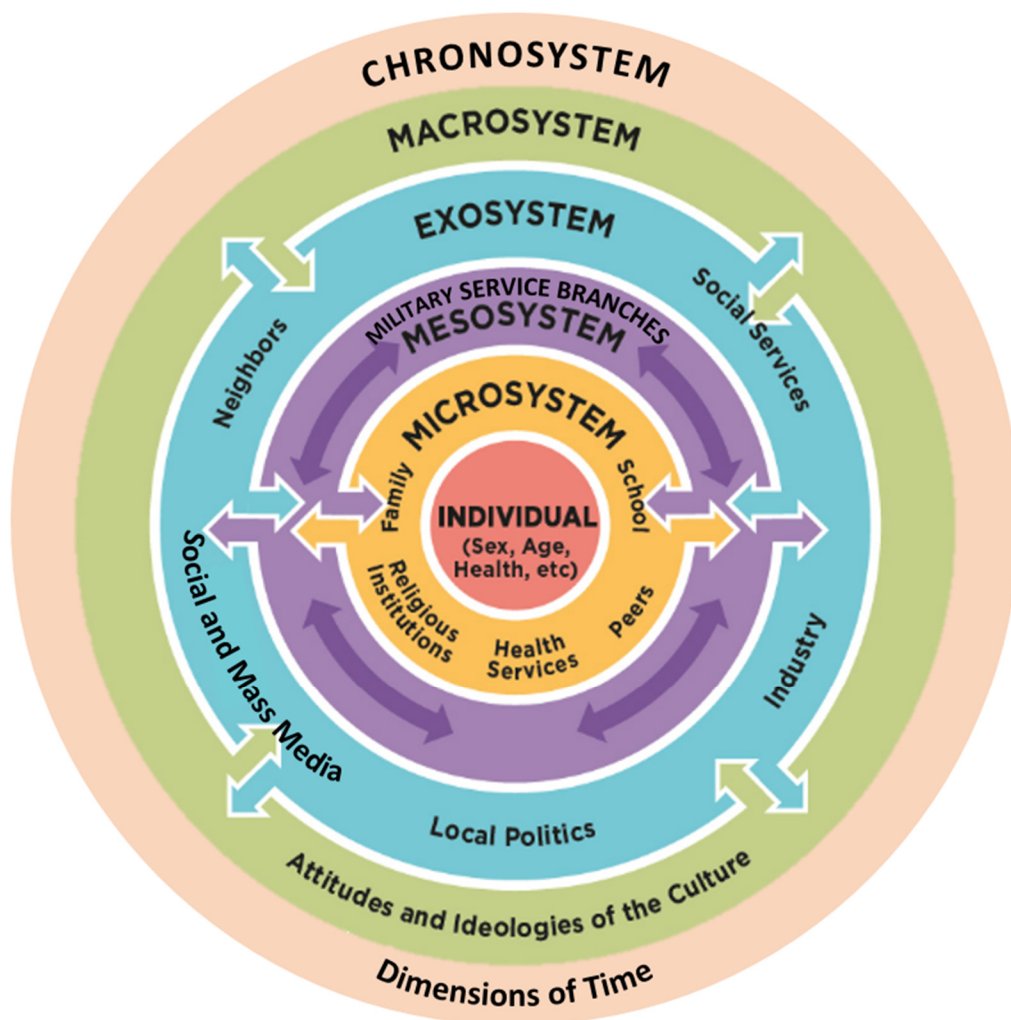 CHRONOSYSTEM
MACROSYSTEM
EXOSYSTEM
MILITARY SERVICE BRANCHES
MESOSYSTEM
MICROSYSTEM
INDIVIDUAL
(Sex, Age,
Health, etc)
Family
School
Religious
Institutions
Health
Services
Peers
Neighbors
Social Services
Social and Mass Media
Industry
Local Politics
Attitudes and Ideologies of the Culture
Dimensions of Time